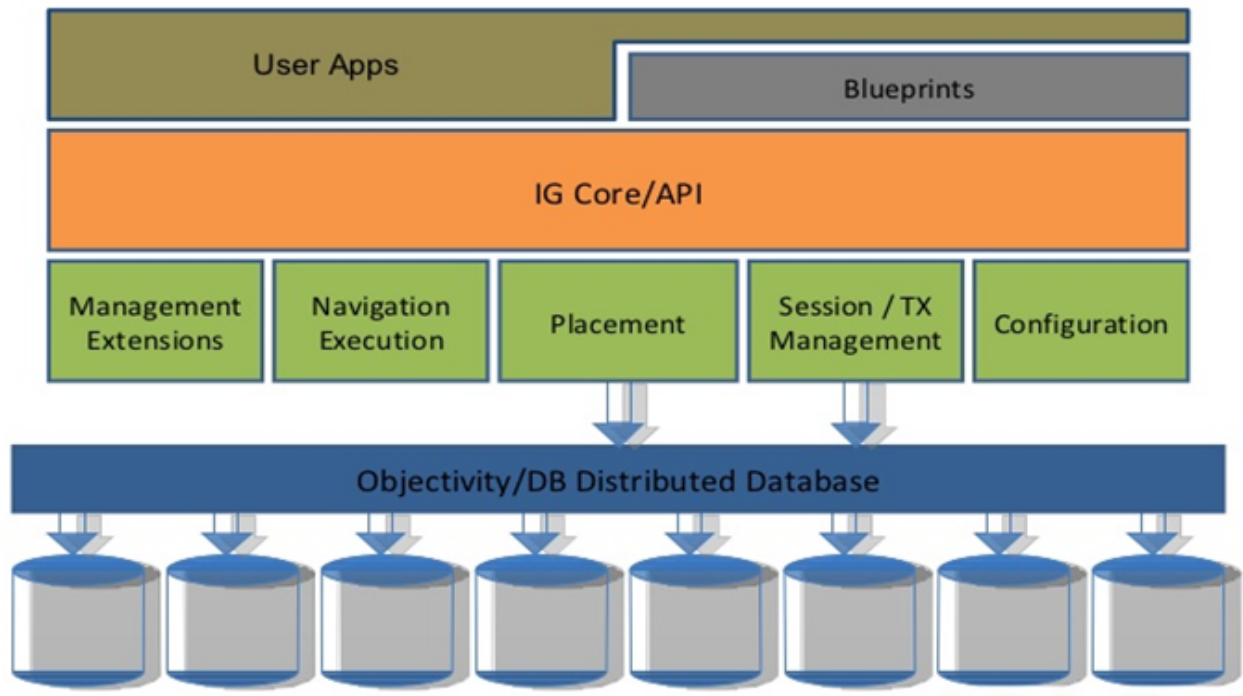 User Apps
Blueprints
IG Core/API
Management
Extensions
Navigation
Execution
Placement
Session / TX
Management
Configuration
Objectivity/DB Distributed Database